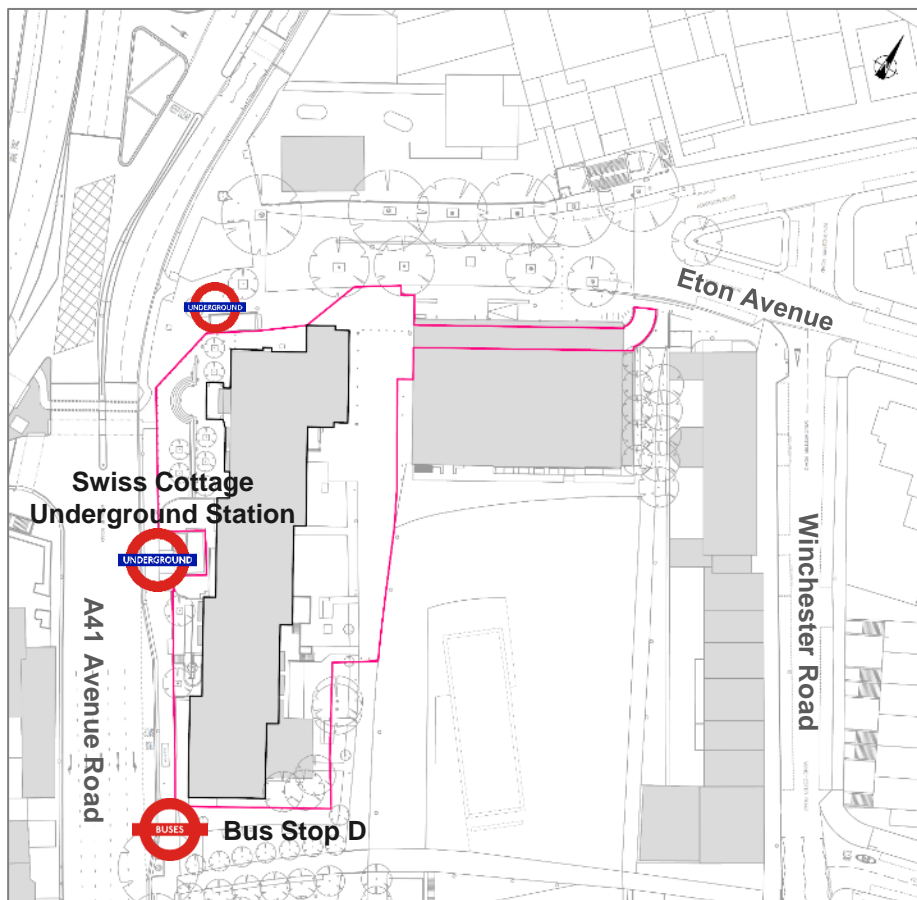 UNDERGROUND
Eton Avenue
Swiss Cottage
Underground Station
UNDERGROUND
A41 Avenue Road
Winchester Road
BUSES
Bus Stop D